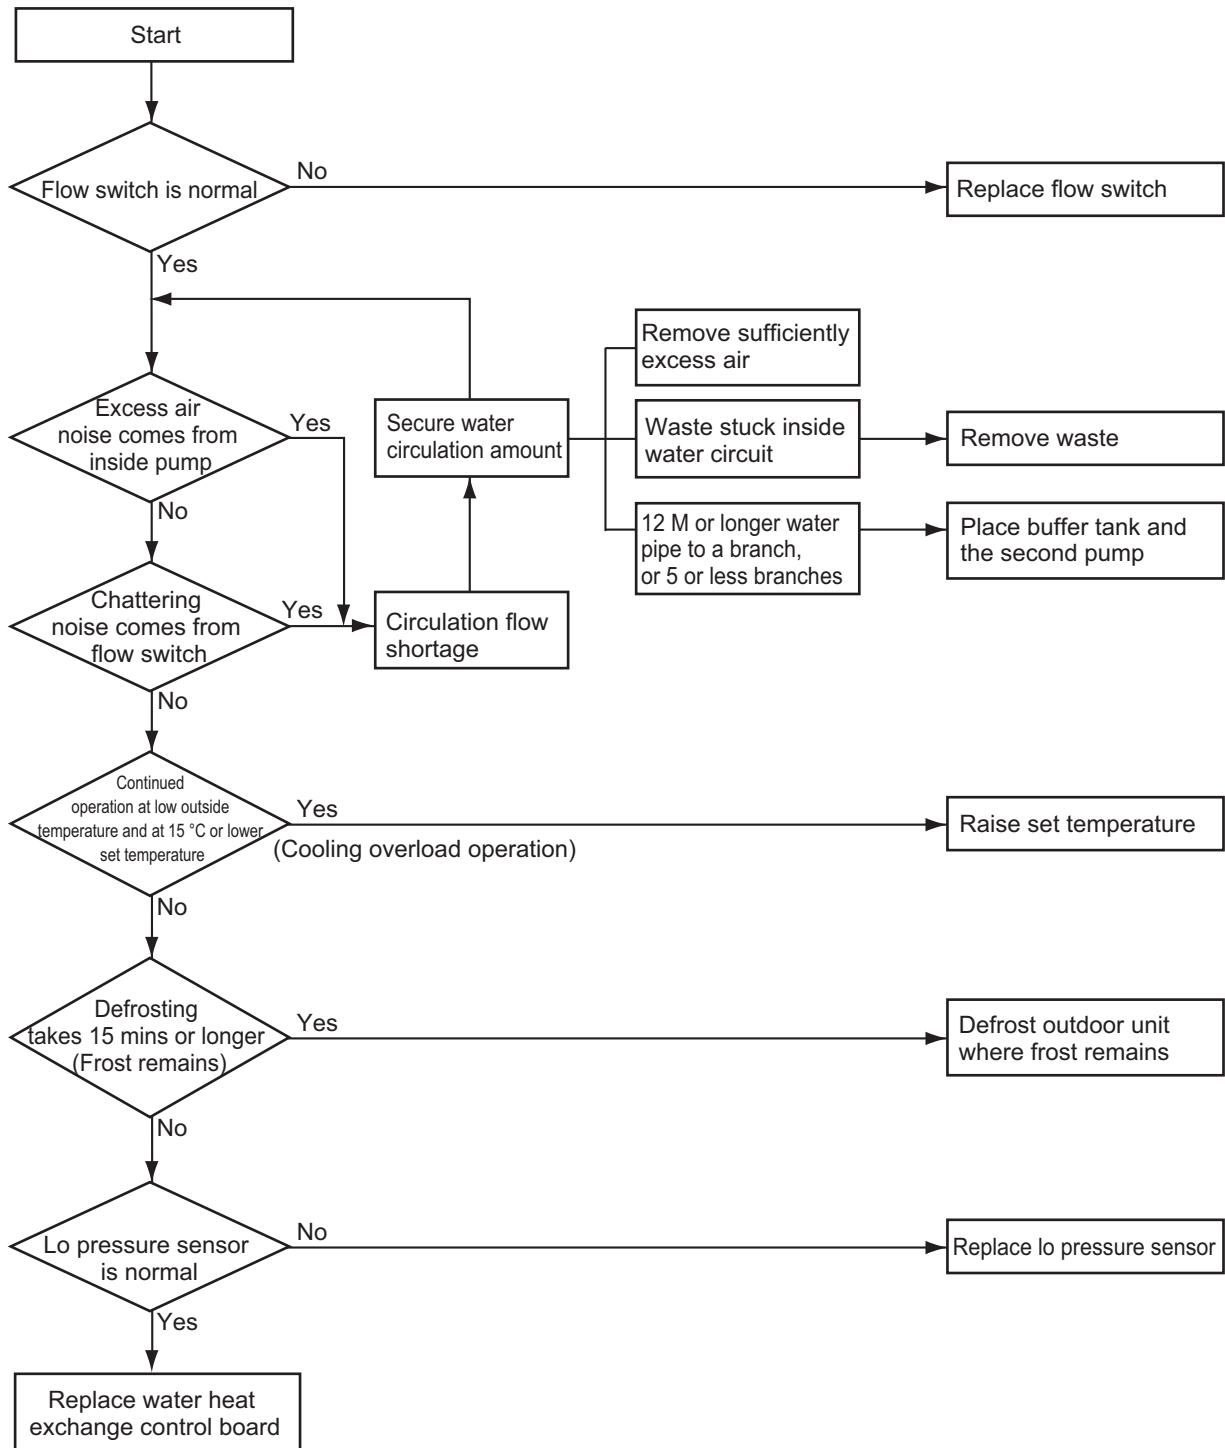 Start
Flow switch is normal
No
Replace flow switch
Yes
Excess air
noise comes from
inside pump
Yes
No
Secure water
circulation amount
Remove sufficiently
excess air
Waste stuck inside
water circuit
Remove waste
12 M or longer water
pipe to a branch,
or 5 or less branches
Place buffer tank and
the second pump
Chattering
noise comes from
flow switch
Yes
Circulation flow
shortage
No
Continued
operation at low outside
temperature and at 15 °C or lower
set temperature
Yes
(Cooling overload operation)
Raise set temperature
No
Defrosting
takes 15 mins or longer
(Frost remains)
Yes
Defrost outdoor unit
where frost remains
No
Lo pressure sensor
is normal
No
Replace lo pressure sensor
Yes
Replace water heat
exchange control board